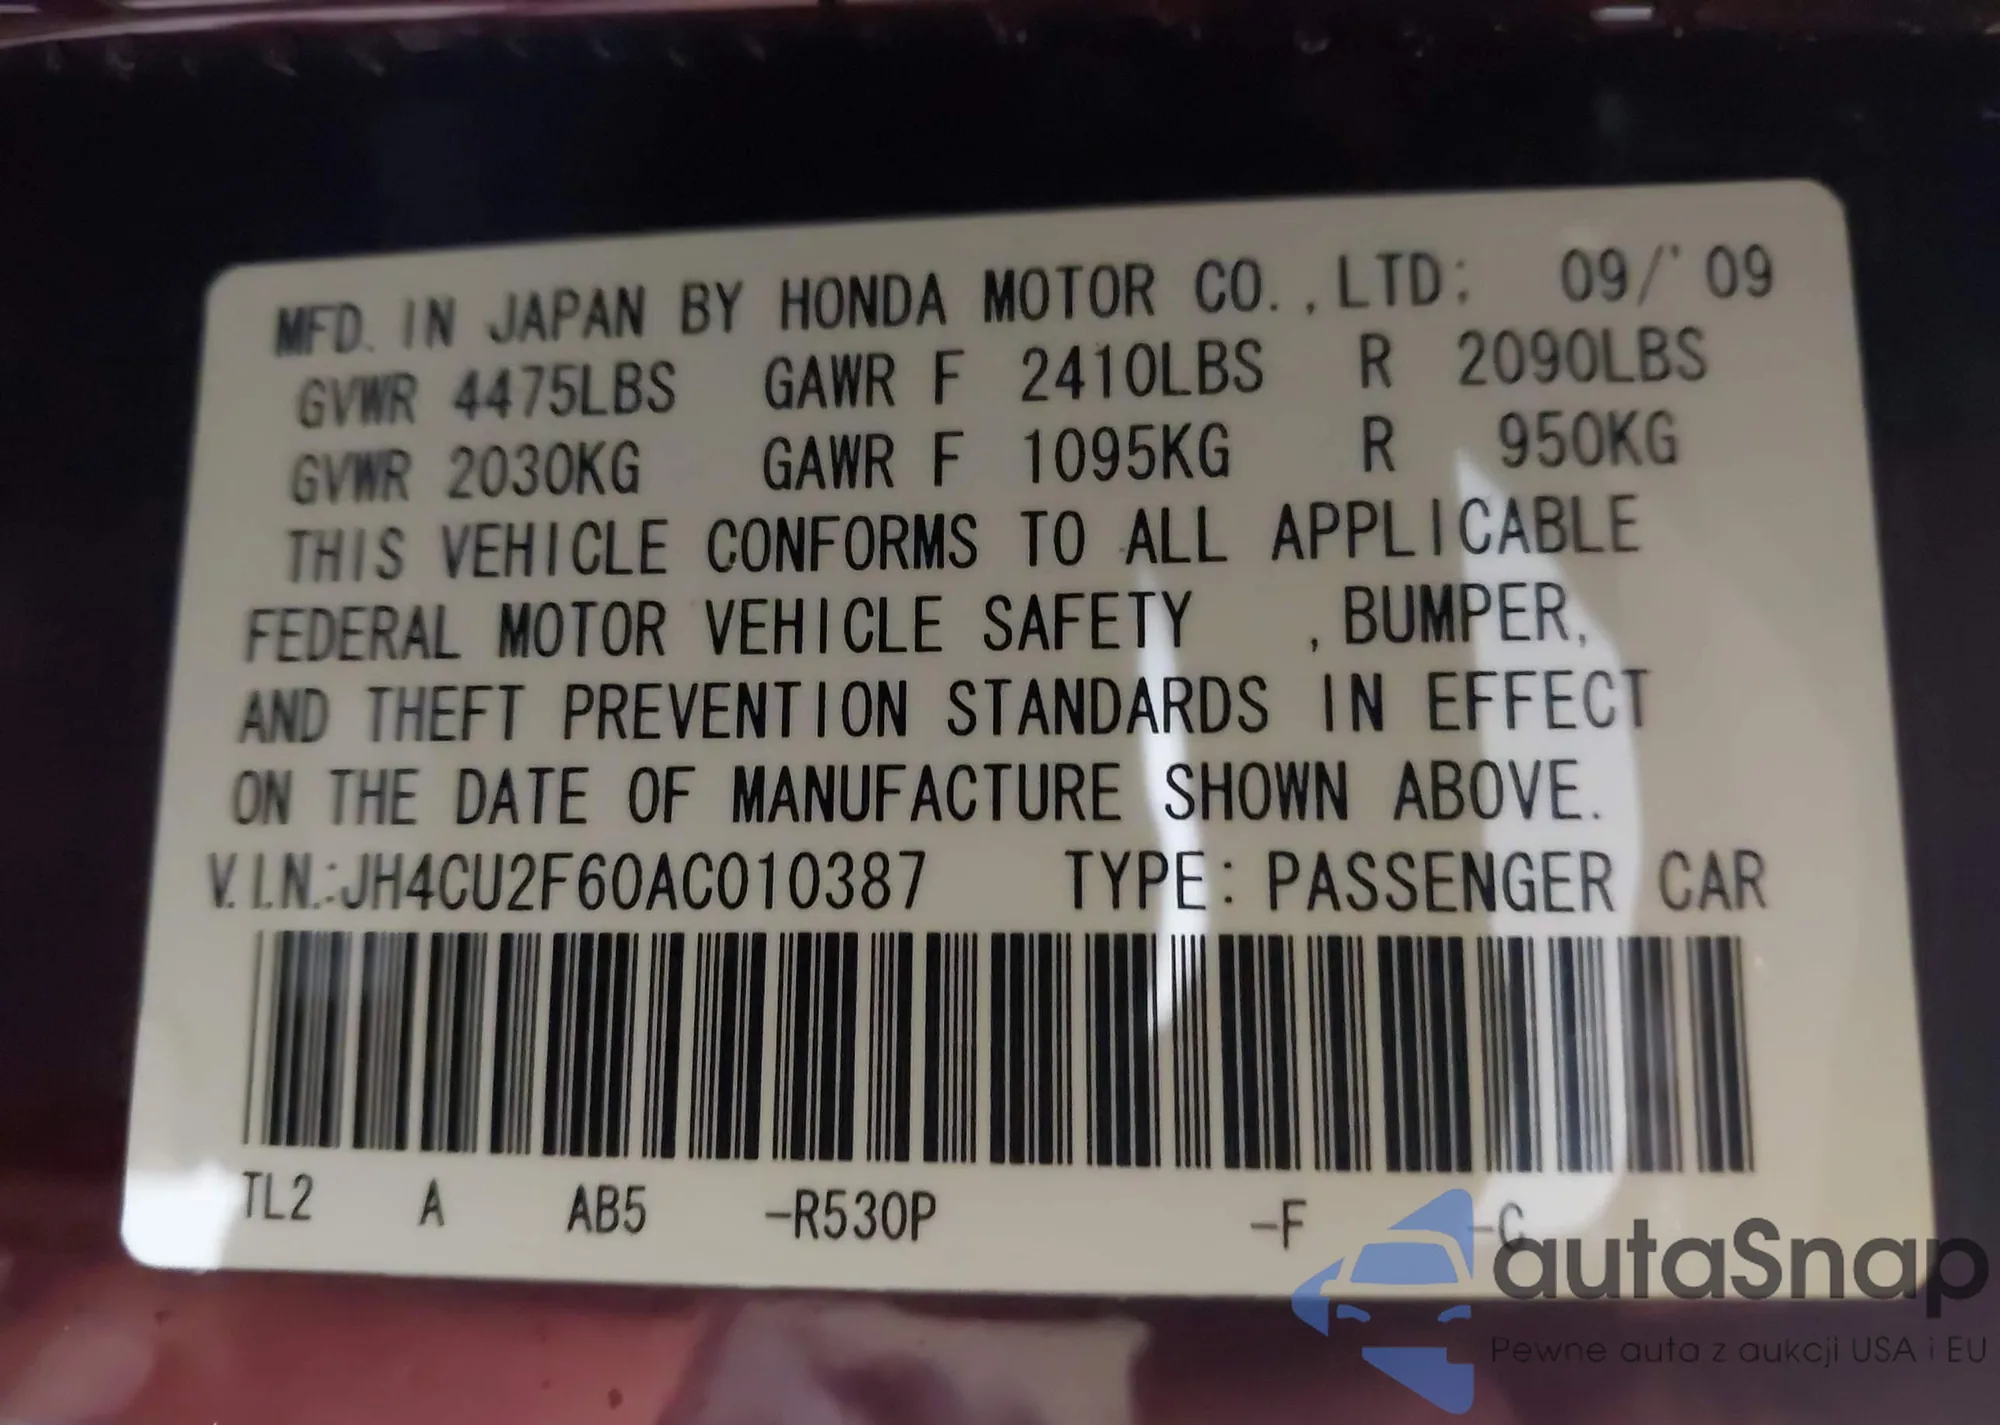 MFD. IN JAPAN BY HONDA MOTOR CO.,LTD; 09/'09
GVWR 4475LBS GAWR F 2410LBS R 2090LBS
GVWR 2030KG GAWR F 1095KG R 950KG
THIS VEHICLE CONFORMS TO ALL APPLICABLE
FEDERAL MOTOR VEHICLE SAFETY ,BUMPER,
AND THEFT PREVENTION STANDARDS IN EFFECT
ON THE DATE OF MANUFACTURE SHOWN ABOVE.
V.I.N.:JH4CU2F60AC010387 TYPE: PASSENGER CAR
TL2 A AB5 -R530P -F -C
autaSnap
Pewne auta z aukcji USA i EU